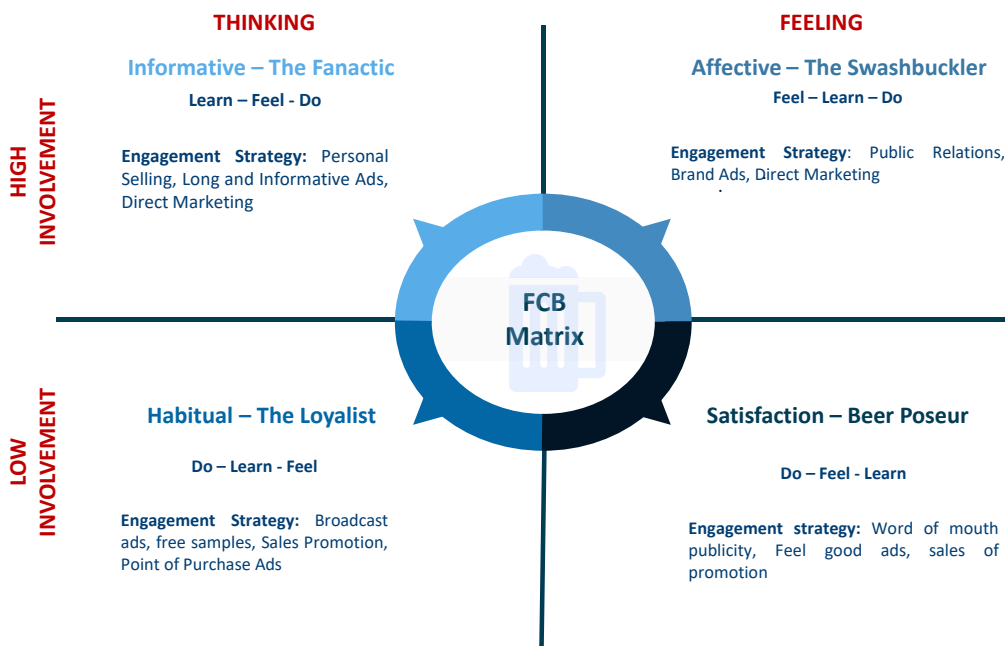 THINKING
FEELING
HIGH
INVOLVEMENT
Informative – The Fanactic
Learn – Feel - Do
Engagement Strategy: Personal
Selling, Long and Informative Ads,
Direct Marketing
Affective – The Swashbuckler
Feel – Learn – Do
Engagement Strategy: Public Relations,
Brand Ads, Direct Marketing
.
FCB
Matrix
LOW
INVOLVEMENT
Habitual – The Loyalist
Do – Learn - Feel
Engagement Strategy: Broadcast
ads, free samples, Sales Promotion,
Point of Purchase Ads
Satisfaction – Beer Poseur
Do – Feel - Learn
Engagement strategy: Word of mouth
publicity, Feel good ads, sales of
promotion